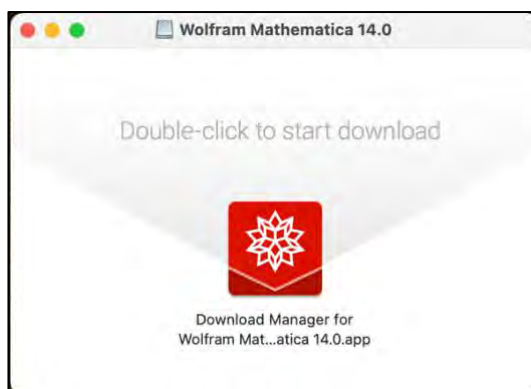 Wolfram Mathematica 14.0
Double-click to start download
Download Manager for
Wolfram Mat...atica 14.0.app